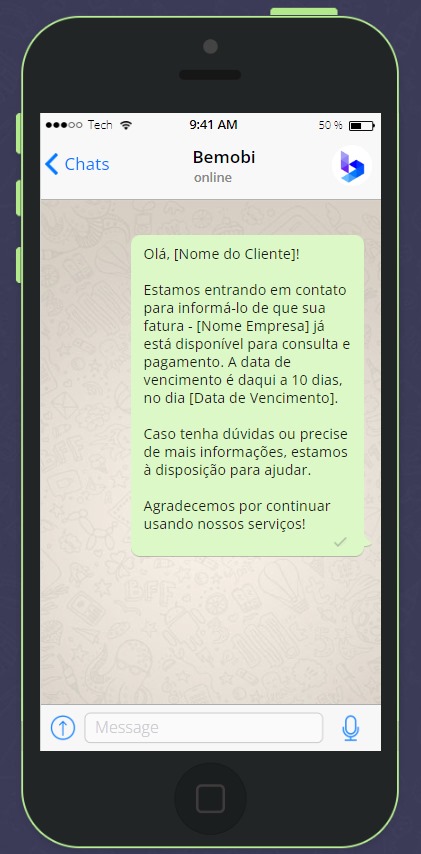 Tech 9:41 AM 50 %
Chats Bemobi
online
Olá, [Nome do Cliente]!
Estamos entrando em contato
para informá-lo de que sua
fatura - [Nome Empresa] já
está disponível para consulta e
pagamento. A data de
vencimento é daqui a 10 dias,
no dia [Data de Vencimento].
Caso tenha dúvidas ou precise
de mais informações, estamos
à disposição para ajudar.
Agradecemos por continuar
usando nossos serviços!
BFF
Message